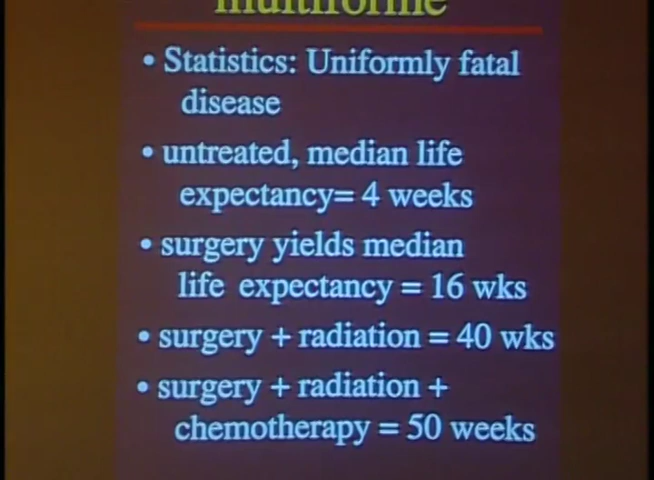 multiforme
• Statistics: Uniformly fatal
disease
• untreated, median life
expectancy= 4 weeks
• surgery yields median
life expectancy = 16 wks
• surgery + radiation = 40 wks
• surgery + radiation +
chemotherapy = 50 weeks